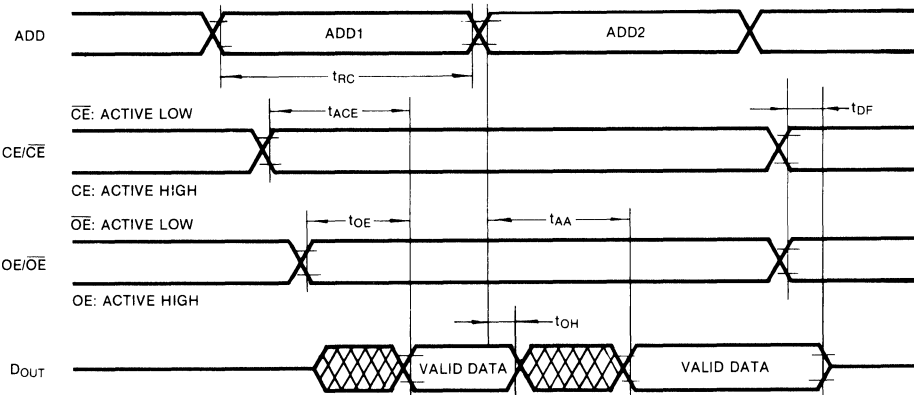 ADD
ADD1
ADD2
tRC
CE: ACTIVE LOW
tACE
tDF
CE/CE
CE: ACTIVE HIGH
OE: ACTIVE LOW
tOE
tAA
OE/OE
OE: ACTIVE HIGH
tOH
DOUT
VALID DATA
VALID DATA